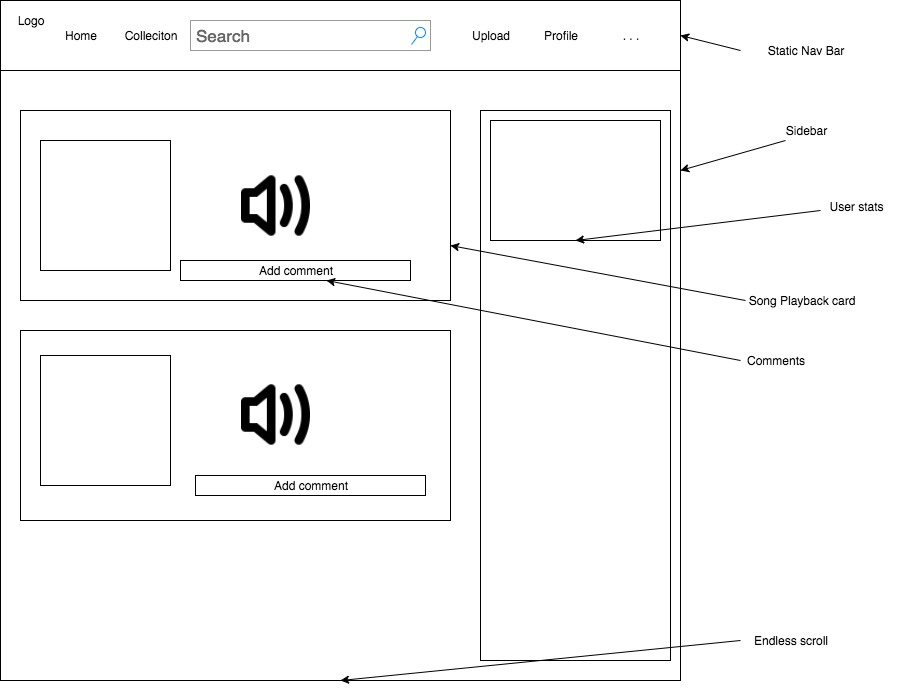 Logo
Home
Colleciton
Search
Upload
Profile
...
Static Nav Bar
Sidebar
User stats
Add comment
Song Playback card
Comments
Add comment
Endless scroll